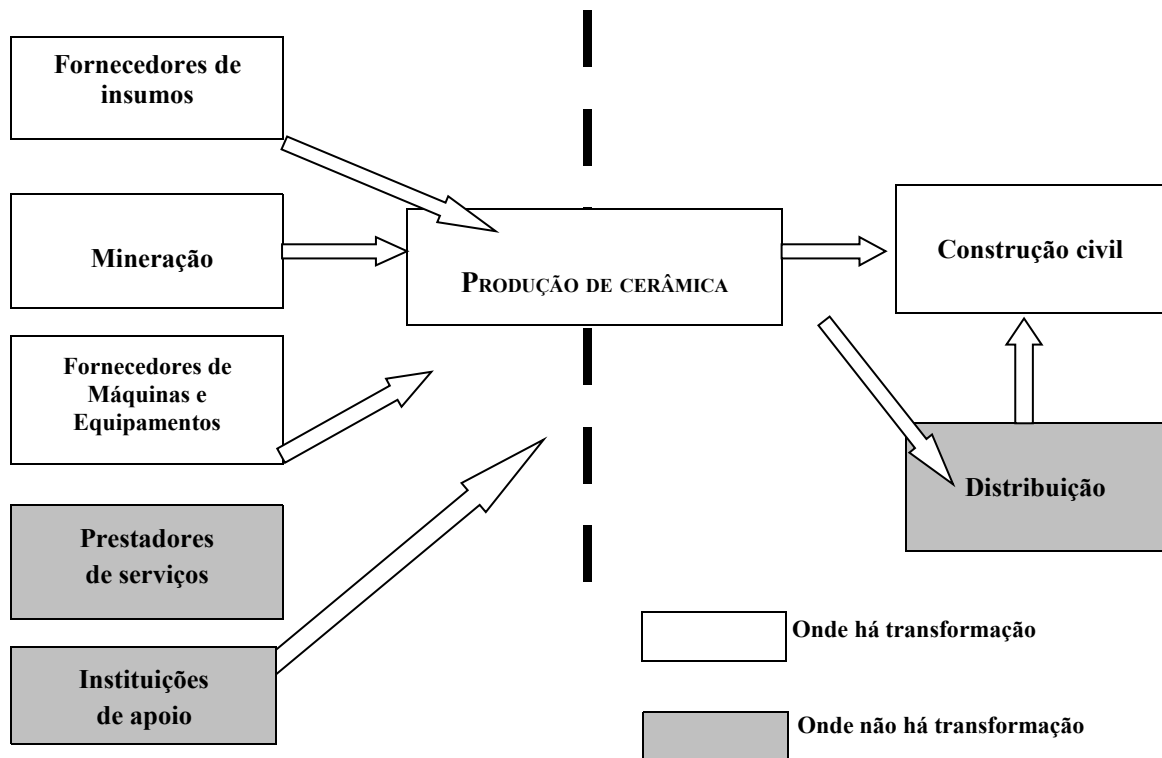 Fornecedores de
insumos
Mineração
Fornecedores de
Máquinas e
Equipamentos
Prestadores
de serviços
Instituições
de apoio
PRODUÇÃO DE CERÂMICA
Construção civil
Distribuição
Onde há transformação
Onde não há transformação